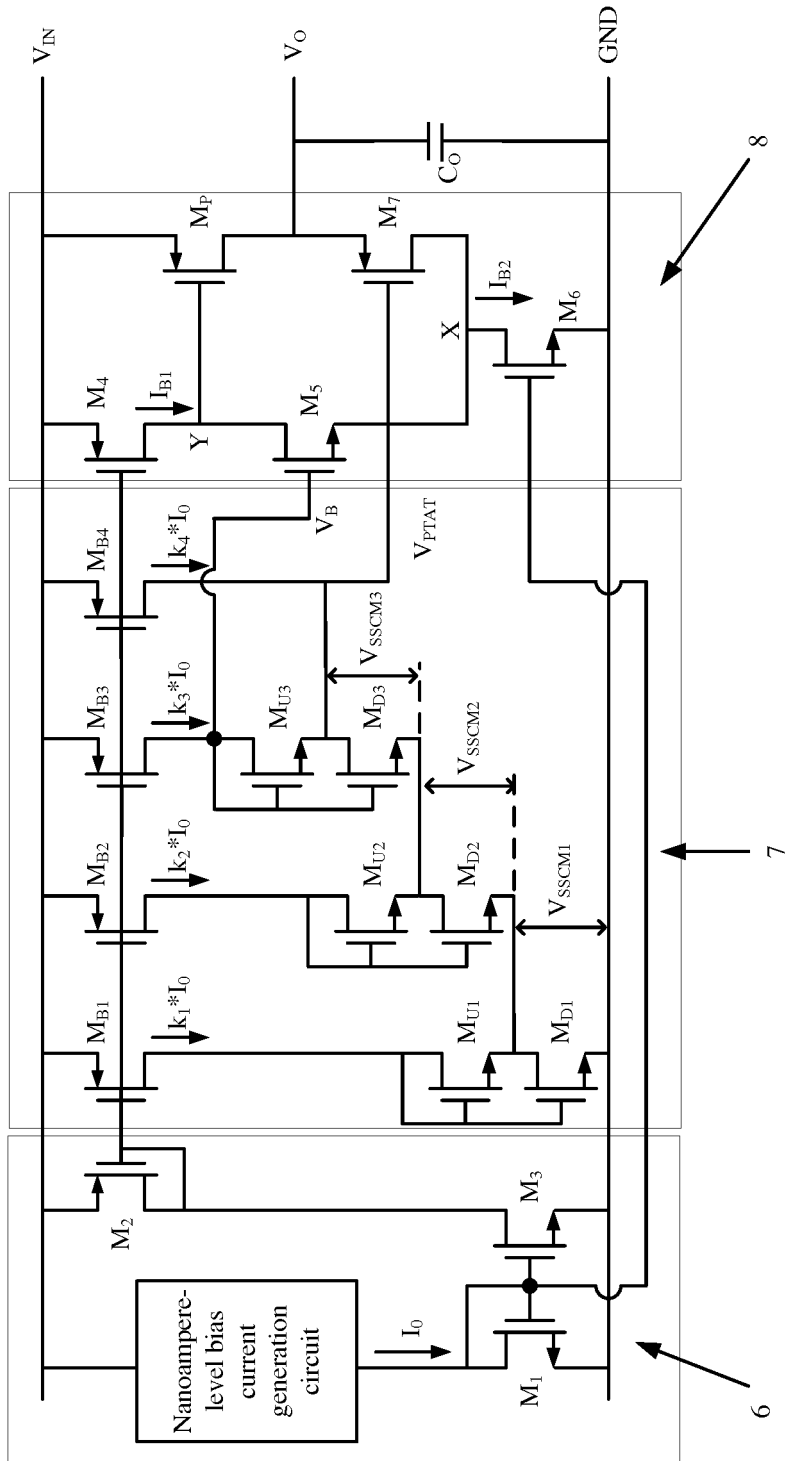 V_IN
V_O
GND
C_O
8
M_P
M_7
M_4
I_B1
Y
M_5
X
I_B2
M_6
V_B
V_PTAT
M_B4
k_4*I_0
M_B3
k_3*I_0
M_U3
M_D3
V_SSCM3
M_B2
k_2*I_0
M_U2
M_D2
V_SSCM2
M_B1
k_1*I_0
M_U1
M_D1
V_SSCM1
7
M_2
M_3
Nanoampere-
level bias
current
generation
circuit
I_0
M_1
6